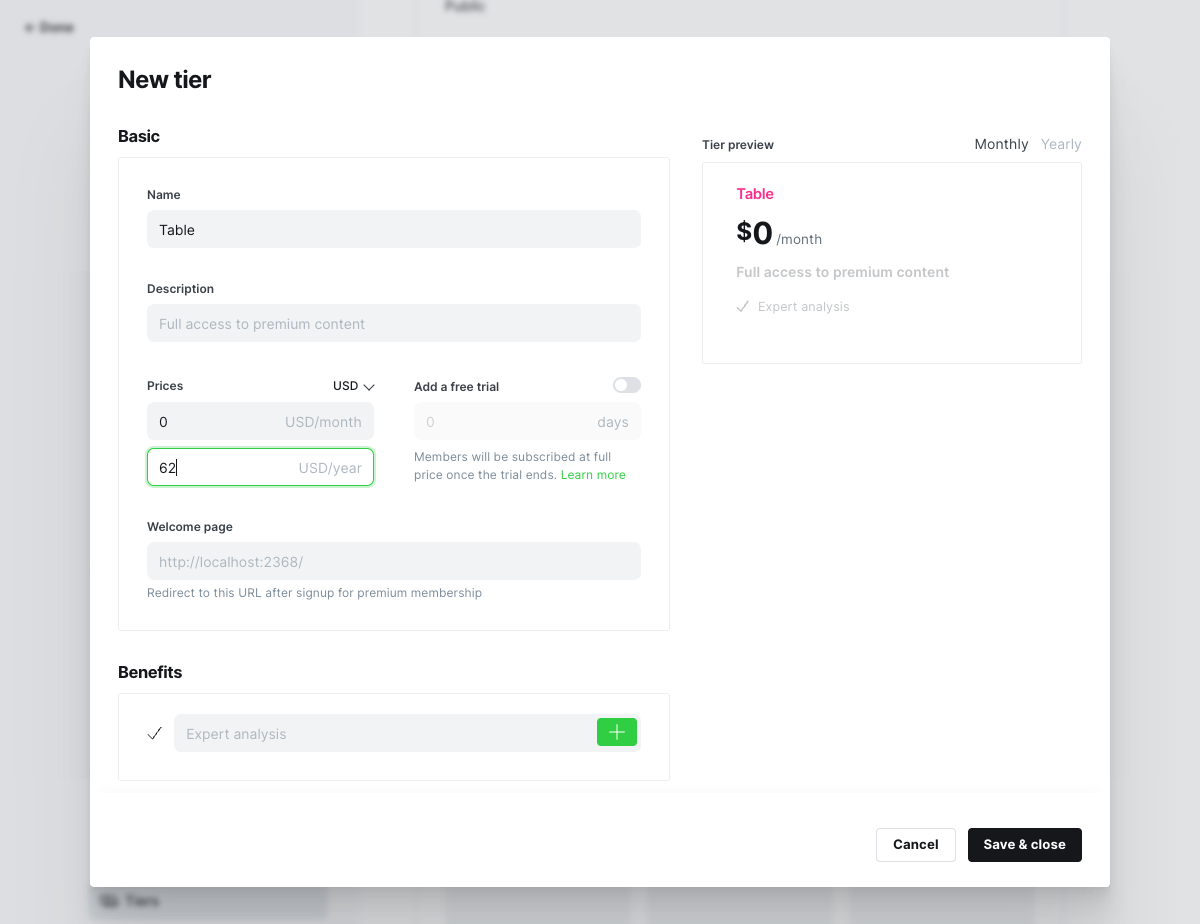 Public
← Done
New tier
Basic
Name
Table
Description
Full access to premium content
Prices
USD
0
USD/month
62
USD/year
Add a free trial
0
days
Members will be subscribed at full
price once the trial ends. Learn more
Welcome page
http://localhost:2368/
Redirect to this URL after signup for premium membership
Benefits
Expert analysis
Tier preview
Monthly
Yearly
Table
$0 /month
Full access to premium content
Expert analysis
Cancel
Save & close
Tiers